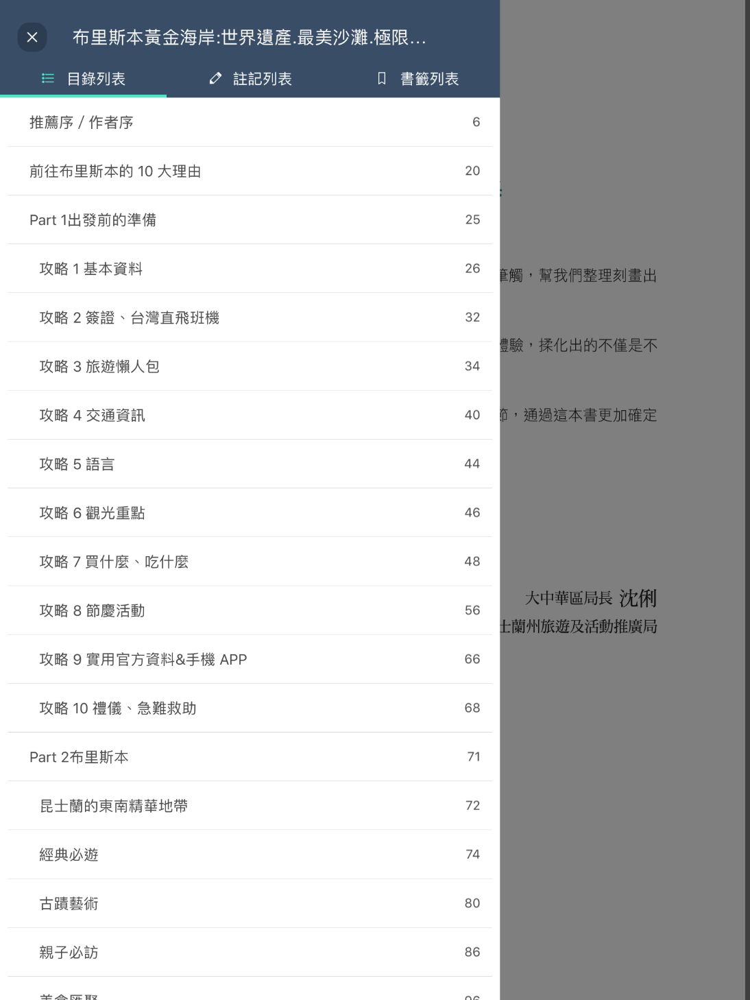 布里斯本黃金海岸:世界遺產.最美沙灘.極限...
目錄列表
註記列表
書籤列表
推薦序 / 作者序 6
前往布里斯本的 10 大理由 20
Part 1出發前的準備 25
攻略 1 基本資料 26
攻略 2 簽證、台灣直飛班機 32
攻略 3 旅遊懶人包 34
攻略 4 交通資訊 40
攻略 5 語言 44
攻略 6 觀光重點 46
攻略 7 買什麼、吃什麼 48
攻略 8 節慶活動 56
攻略 9 實用官方資料&手機 APP 66
攻略 10 禮儀、急難救助 68
Part 2布里斯本 71
昆士蘭的東南精華地帶 72
經典必遊 74
古蹟藝術 80
親子必訪 86
美食匯聚 96
筆觸，幫我們整理刻畫出
體驗，揉化出的不僅是不
節，通過這本書更加確定
大中華區局長 沈俐
士蘭州旅遊及活動推廣局